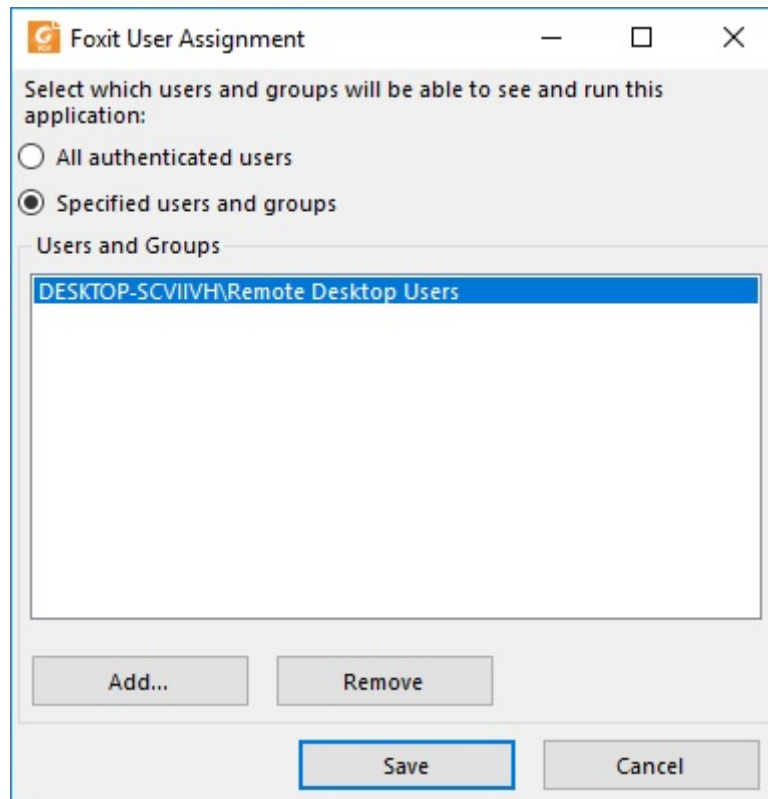 Foxit User Assignment
Select which users and groups will be able to see and run this
application:
All authenticated users
Specified users and groups
Users and Groups
DESKTOP-SCVIIVH\Remote Desktop Users
Add...
Remove
Save
Cancel